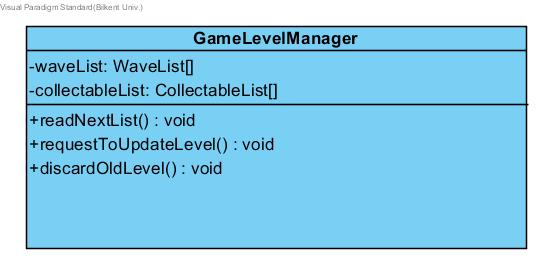 Visual Paradigm Standard(Bilkent Univ.)
GameLevelManager
-waveList: WaveList[]
-collectableList: CollectableList[]
+readNextList() : void
+requestToUpdateLevel() : void
+discardOldLevel() : void